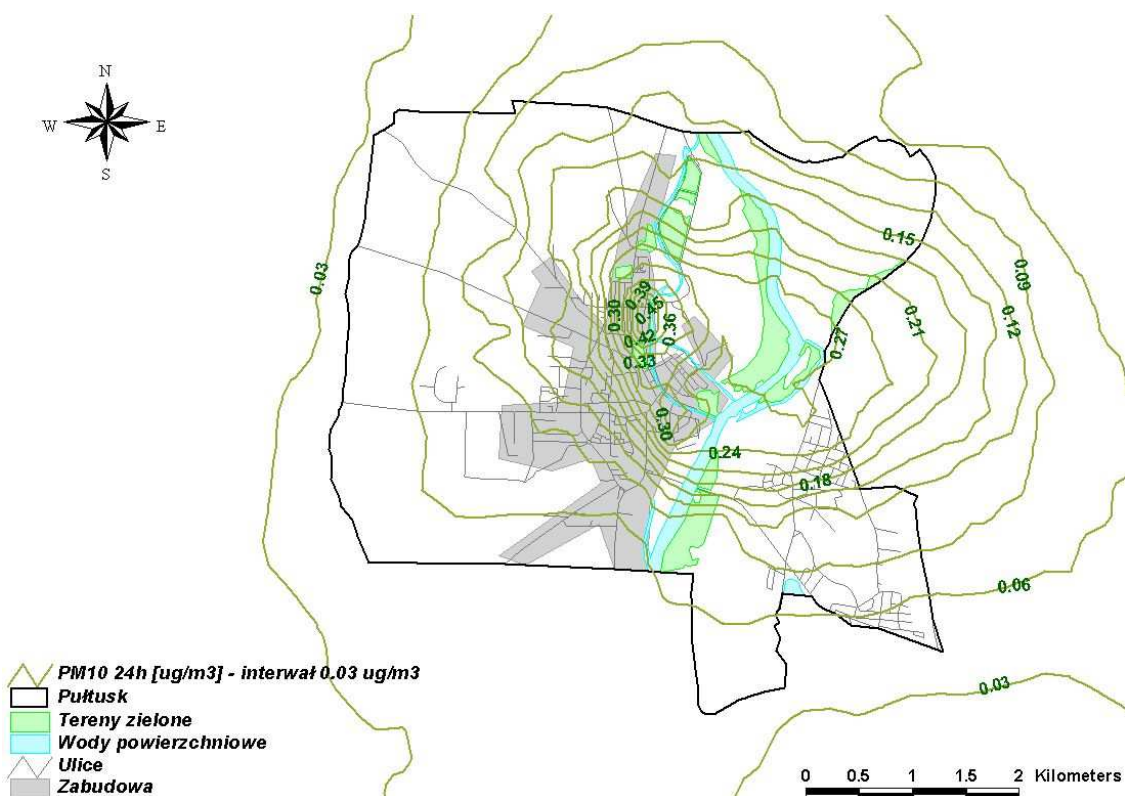 N
W E
S
0.03
0.15
0.09
0.39
0.30
0.45
0.36
0.21
0.12
0.42
0.27
0.33
0.30
0.24
0.18
0.06
0.03
PM10 24h [ug/m3] - interwał 0.03 ug/m3
Pułtusk
Tereny zielone
Wody powierzchniowe
Ulice
Zabudowa
0 0.5 1 1.5 2 Kilometers